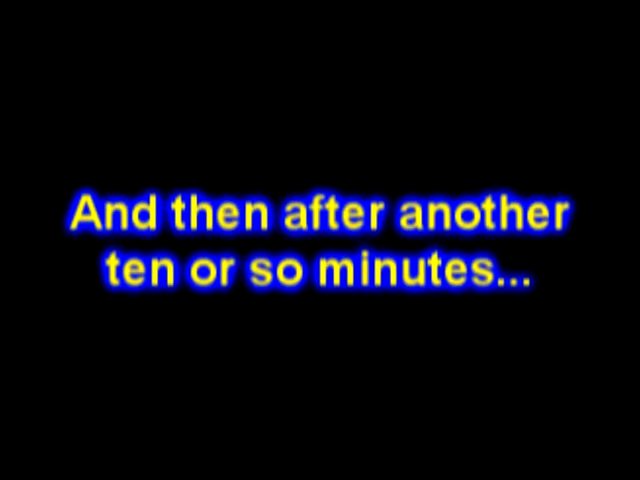 And then after another
ten or so minutes...